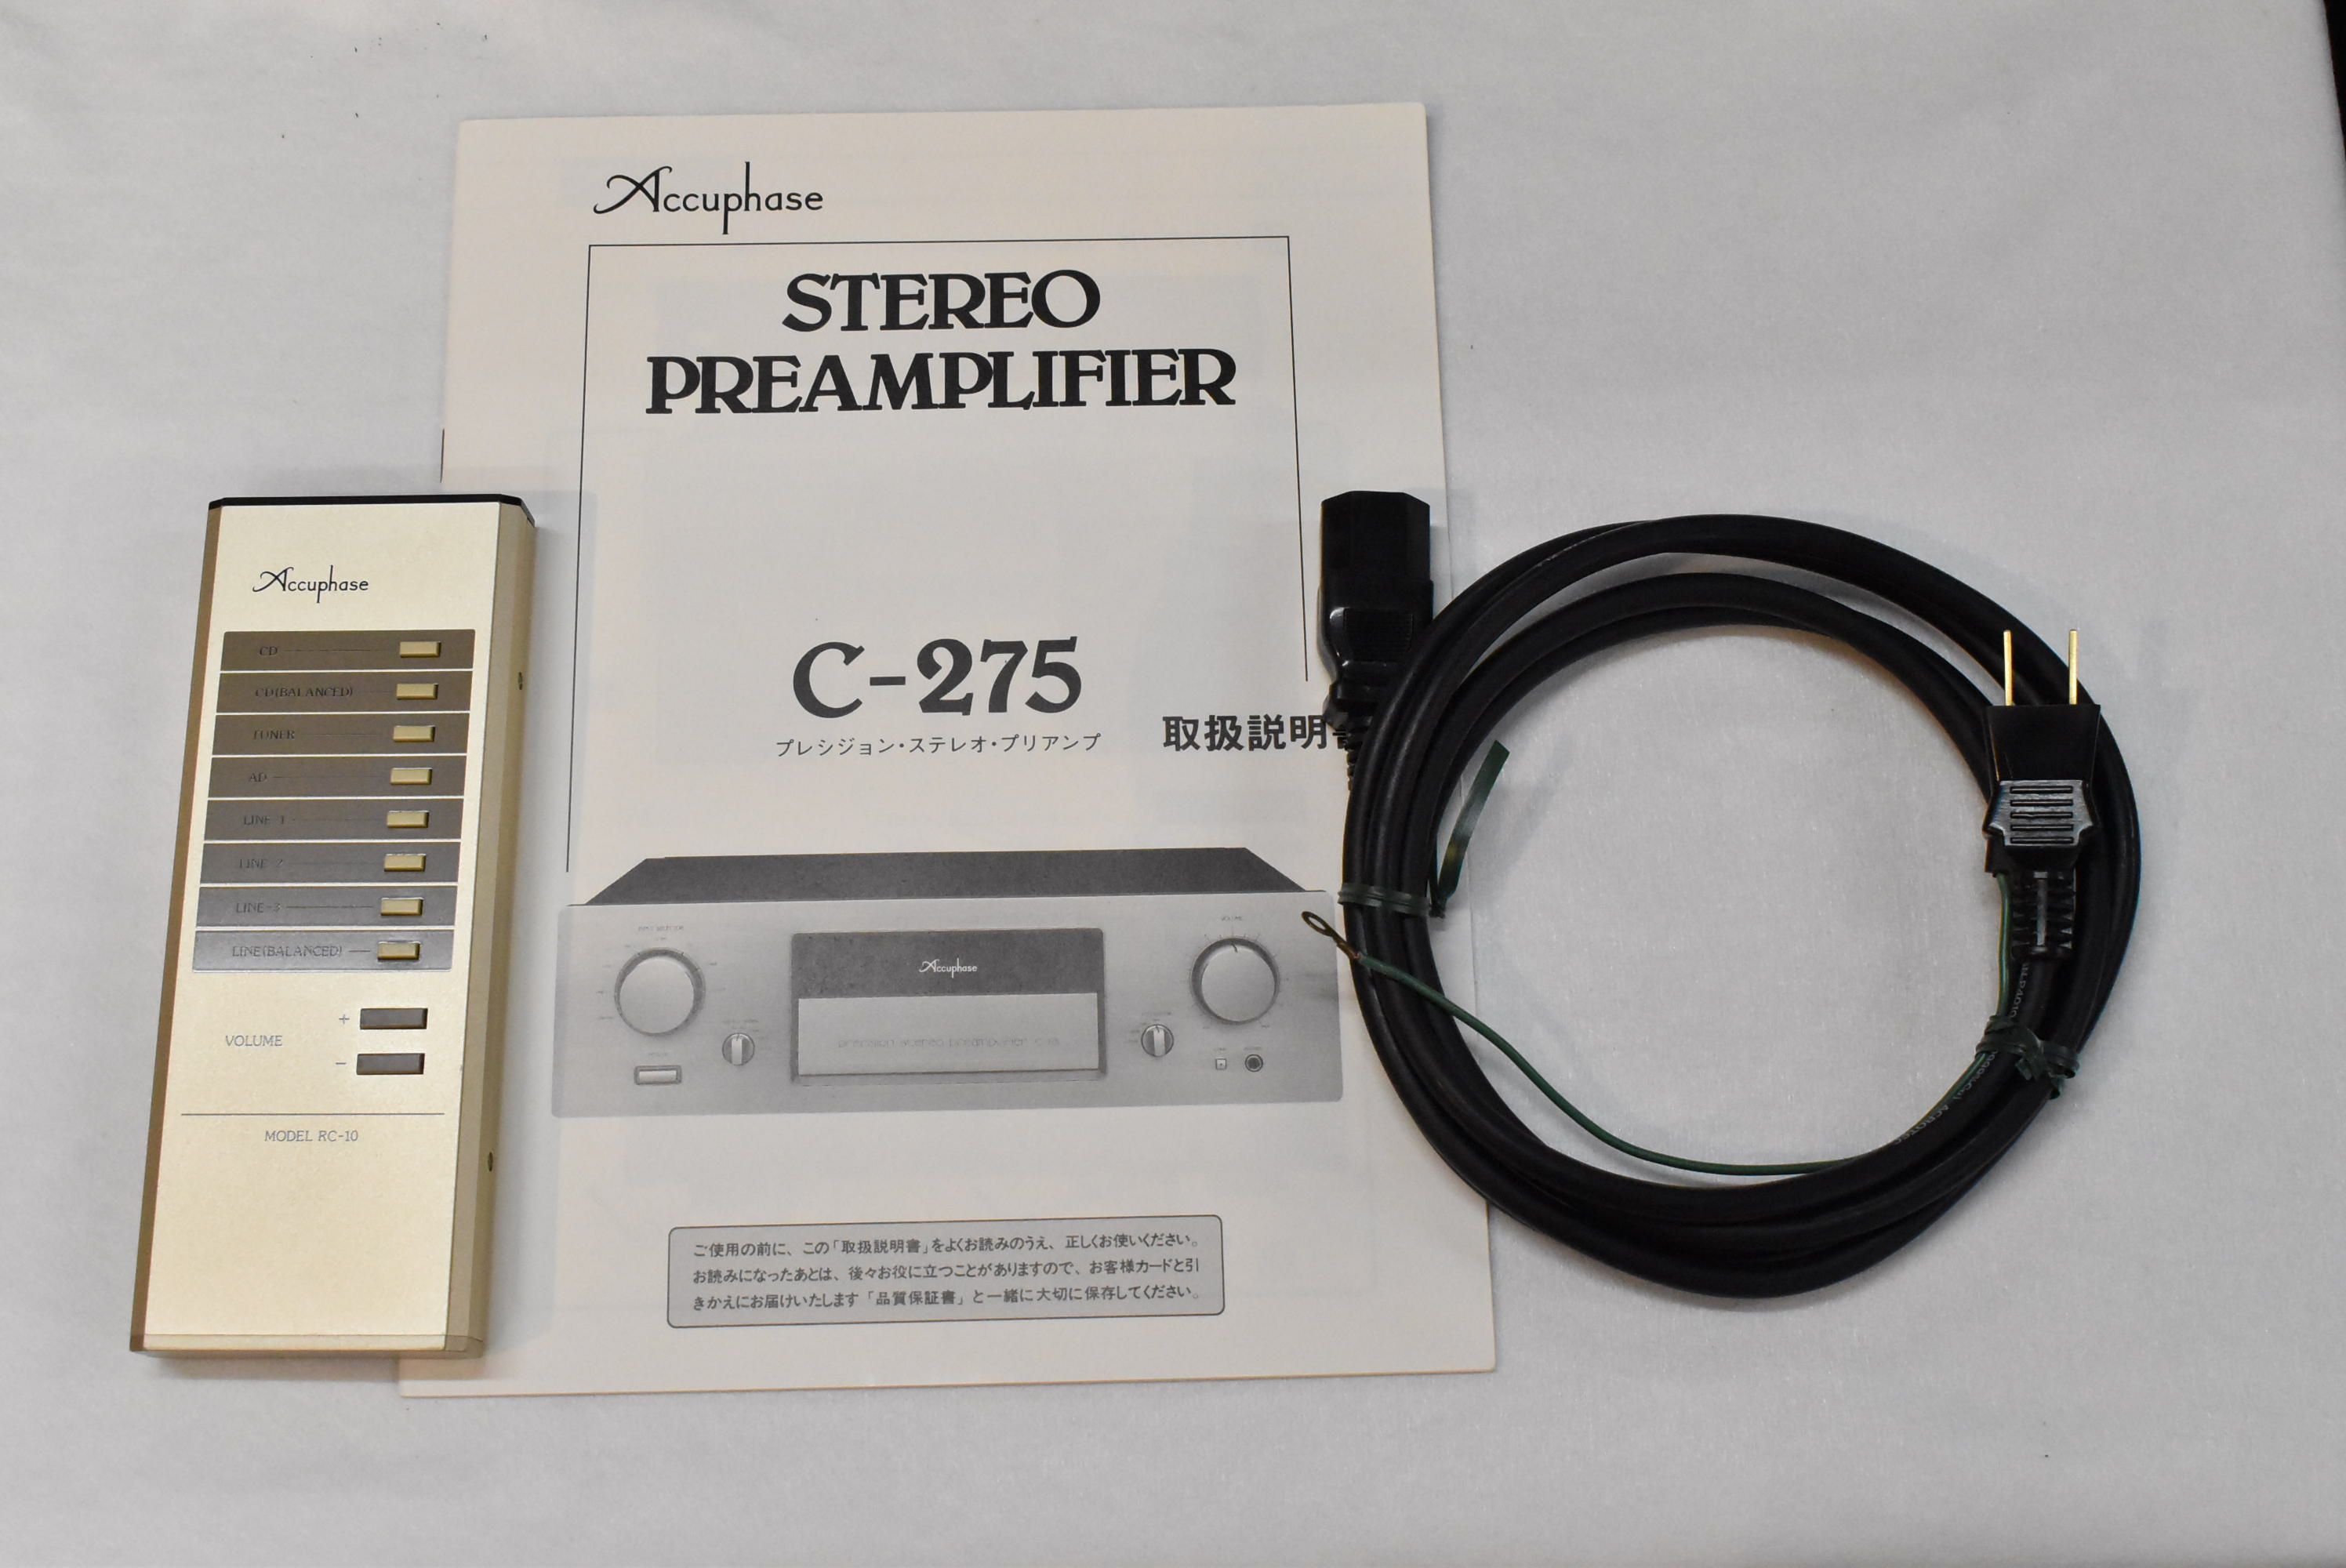 Accuphase
STEREO
PREAMPLIFIER
C-275
プレシジョン・ステレオ・プリアンプ
取扱説明書
Accuphase
ご使用の前に、この「取扱説明書」をよくお読みのうえ、正しくお使いください。
お読みになったあとは、後々お役に立つことがありますので、お客様カードと引
きかえにお届けいたします「品質保証書」と一緒に大切に保存してください。
Accuphase
CD
CD(BALANCED)
TUNER
AD
LINE-1
LINE-2
LINE-3
LINE(BALANCED)
VOLUME
+
−
MODEL RC-10